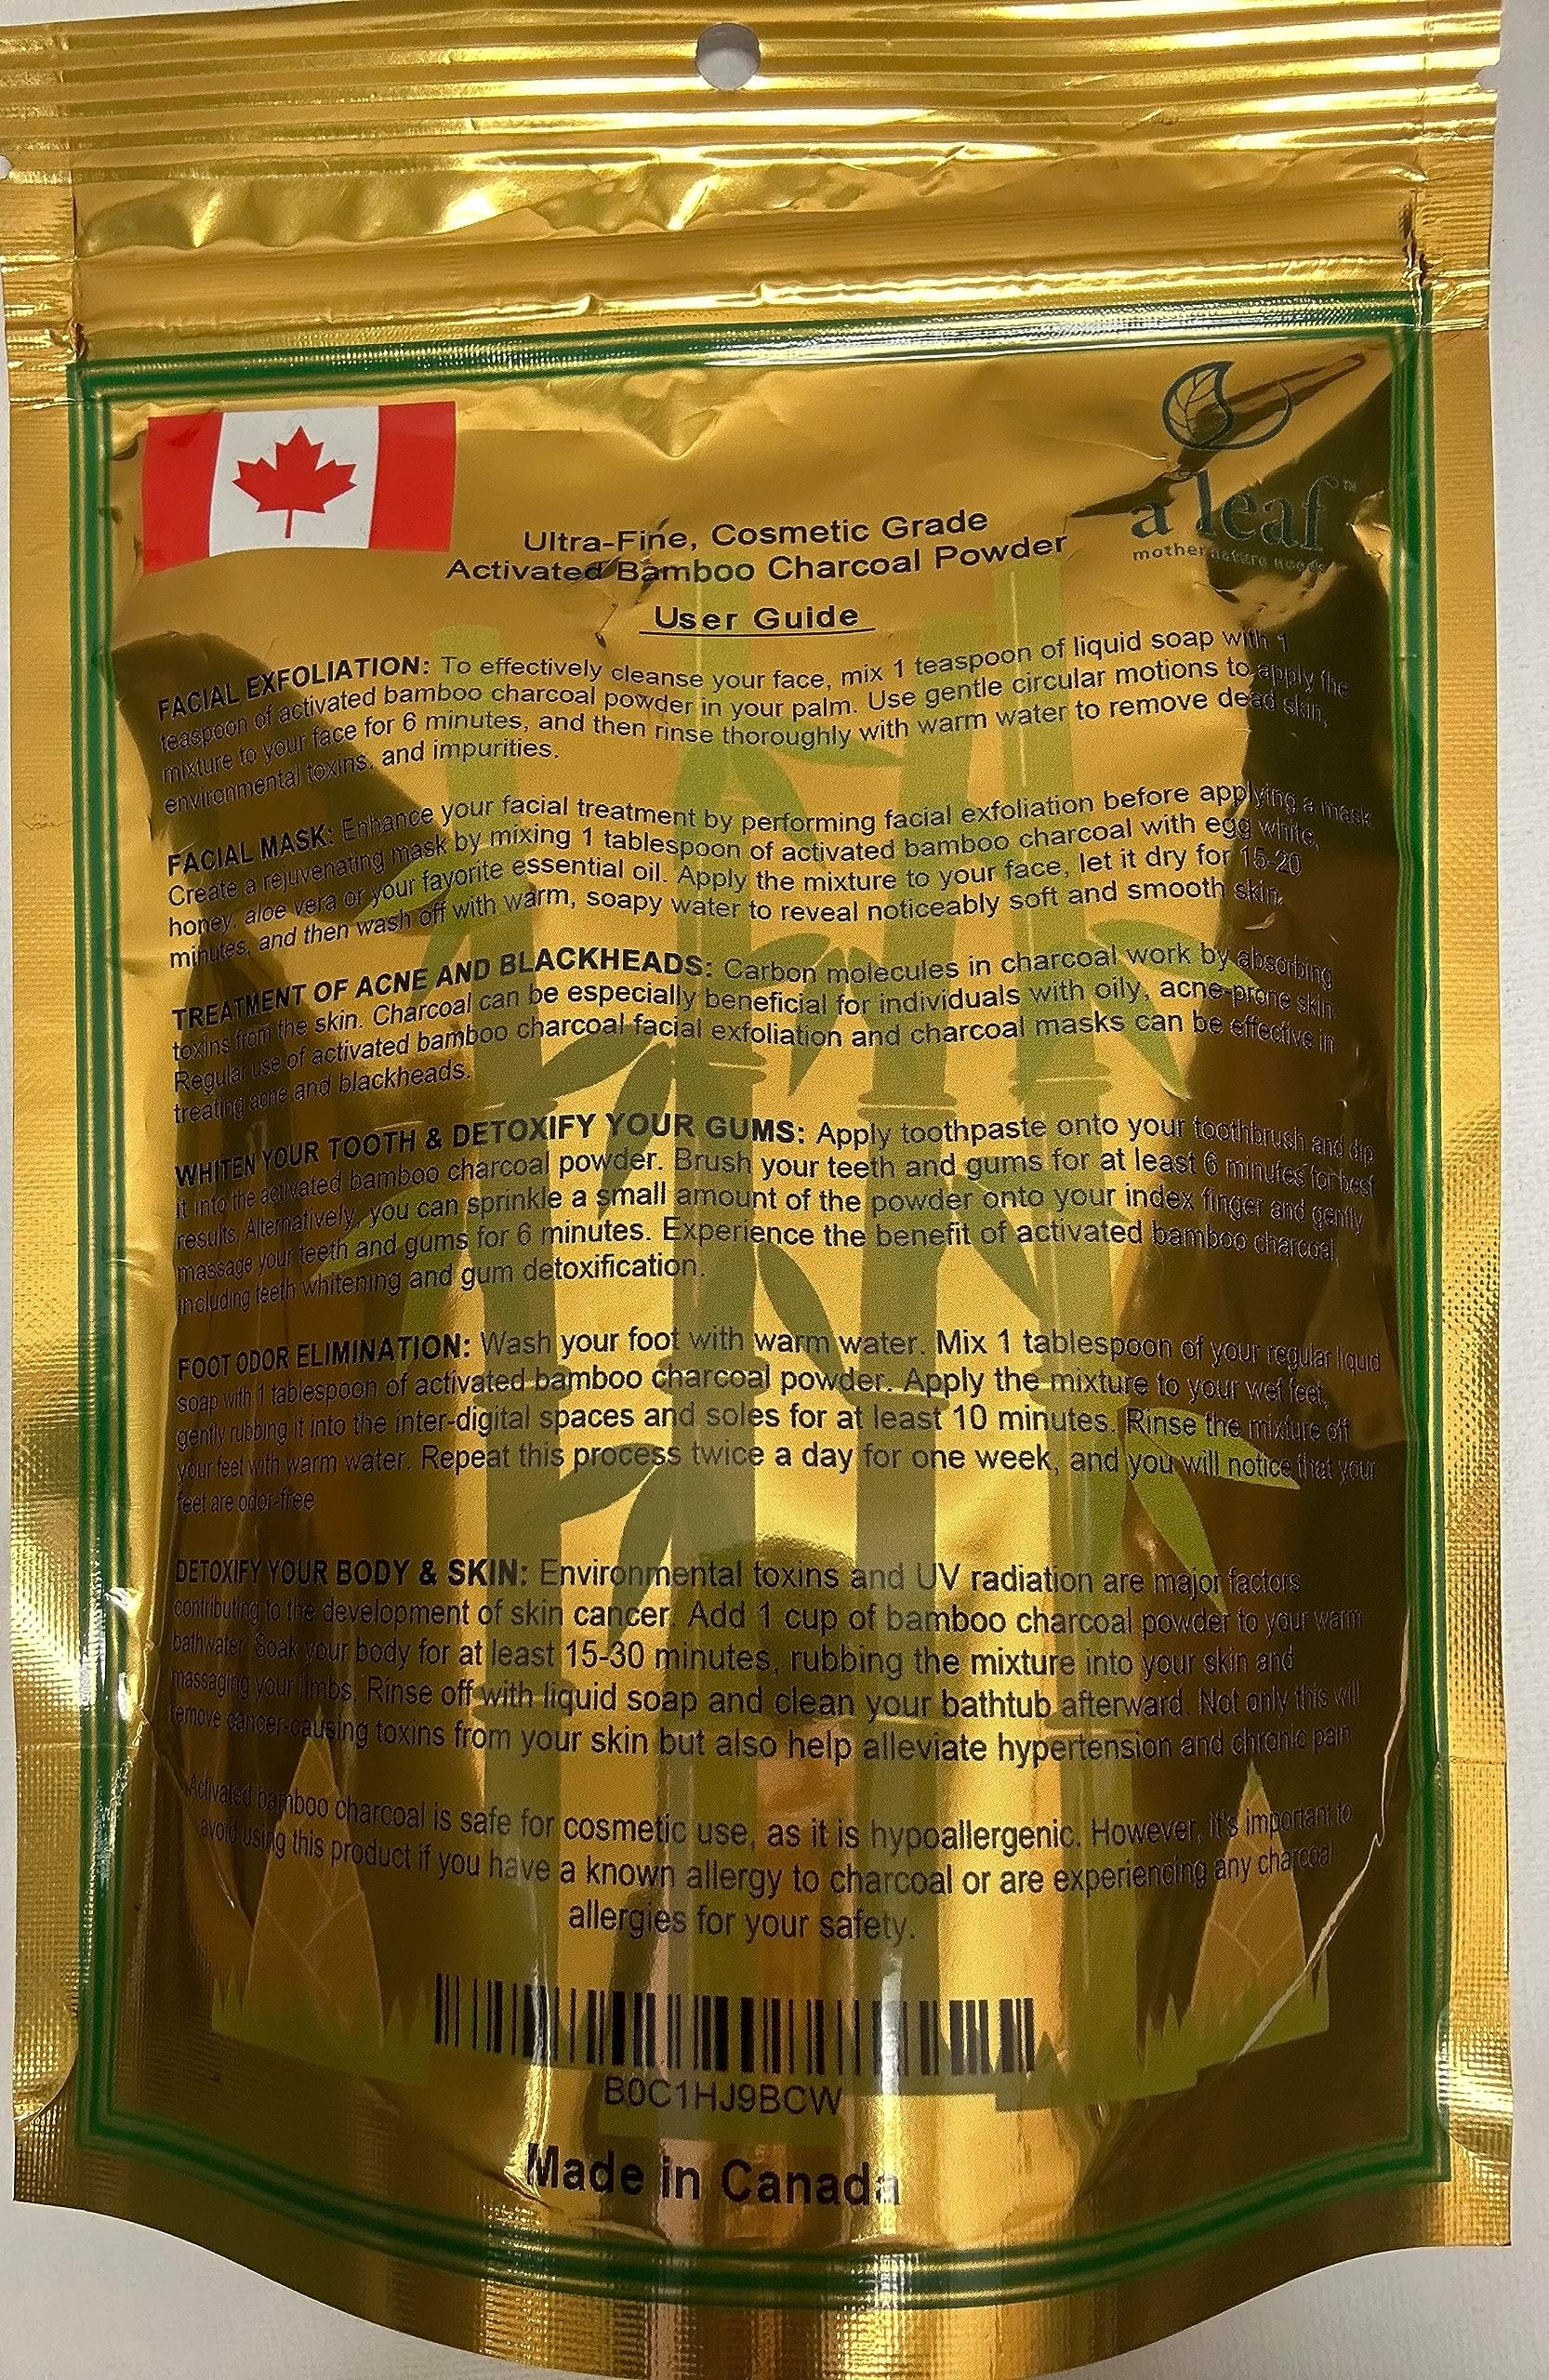 a leaf™
mother nature needs
Ultra-Fine, Cosmetic Grade
Activated Bamboo Charcoal Powder
User Guide
FACIAL EXFOLIATION: To effectively cleanse your face, mix 1 teaspoon of liquid soap with 1
teaspoon of activated bamboo charcoal powder in your palm. Use gentle circular motions to apply the
mixture to your face for 6 minutes, and then rinse thoroughly with warm water to remove dead skin,
environmental toxins, and impurities.
FACIAL MASK: Enhance your facial treatment by performing facial exfoliation before applying a mask.
Create a rejuvenating mask by mixing 1 tablespoon of activated bamboo charcoal with egg white,
honey, aloe vera or your favorite essential oil. Apply the mixture to your face, let it dry for 15-20
minutes, and then wash off with warm, soapy water to reveal noticeably soft and smooth skin.
TREATMENT OF ACNE AND BLACKHEADS: Carbon molecules in charcoal work by absorbing
toxins from the skin. Charcoal can be especially beneficial for individuals with oily, acne-prone skin
Regular use of activated bamboo charcoal facial exfoliation and charcoal masks can be effective in
treating acne and blackheads.
WHITEN YOUR TOOTH & DETOXIFY YOUR GUMS: Apply toothpaste onto your toothbrush and dip
it into the activated bamboo charcoal powder. Brush your teeth and gums for at least 6 minutes for best
results. Alternatively, you can sprinkle a small amount of the powder onto your index finger and gently
massage your teeth and gums for 6 minutes. Experience the benefit of activated bamboo charcoal,
including teeth whitening and gum detoxification.
FOOT ODOR ELIMINATION: Wash your foot with warm water. Mix 1 tablespoon of your regular liquid
soap with 1 tablespoon of activated bamboo charcoal powder. Apply the mixture to your wet feet,
gently rubbing it into the inter-digital spaces and soles for at least 10 minutes. Rinse the mixture off
your feet with warm water. Repeat this process twice a day for one week, and you will notice that your
feet are odor-free
DETOXIFY YOUR BODY & SKIN: Environmental toxins and UV radiation are major factors
contributing to the development of skin cancer. Add 1 cup of bamboo charcoal powder to your warm
bathwater. Soak your body for at least 15-30 minutes, rubbing the mixture into your skin and
massaging your limbs. Rinse off with liquid soap and clean your bathtub afterward. Not only this will
remove cancer-causing toxins from your skin but also help alleviate hypertension and chronic pain
Activated bamboo charcoal is safe for cosmetic use, as it is hypoallergenic. However, it's important to
avoid using this product if you have a known allergy to charcoal or are experiencing any charcoal
allergies for your safety.
B0C1HJ9BCW
Made in Canada